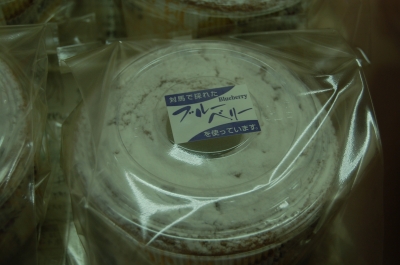 対馬で採れた
Blueberry
ブルーベリー
を使っています